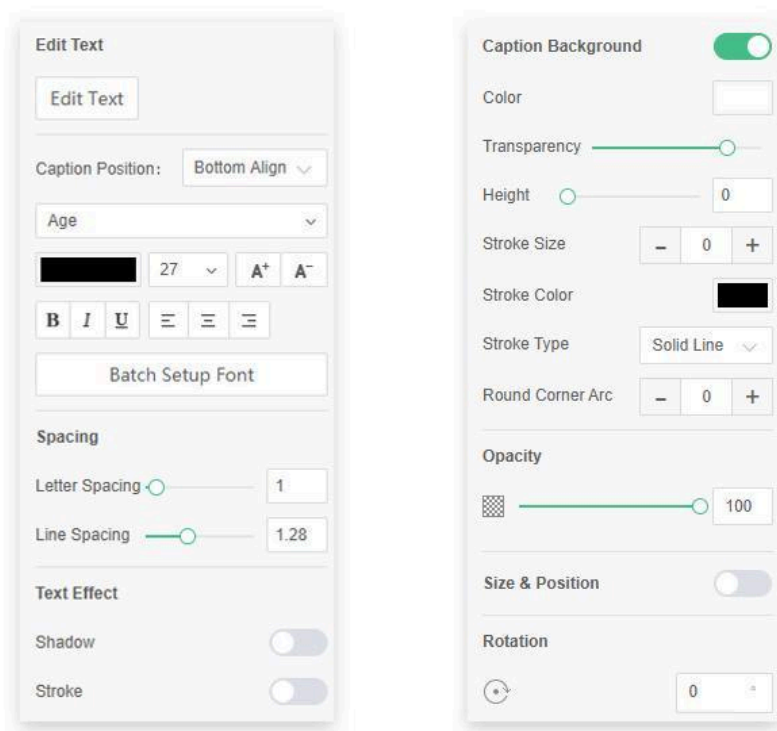 Edit Text
Edit Text
Caption Position: Bottom Align
Age
27 A+ A-
B I U
Batch Setup Font
Spacing
Letter Spacing 1
Line Spacing 1.28
Text Effect
Shadow
Stroke
Caption Background
Color
Transparency
Height 0
Stroke Size - 0 +
Stroke Color
Stroke Type Solid Line
Round Corner Arc - 0 +
Opacity
100
Size & Position
Rotation
0 °